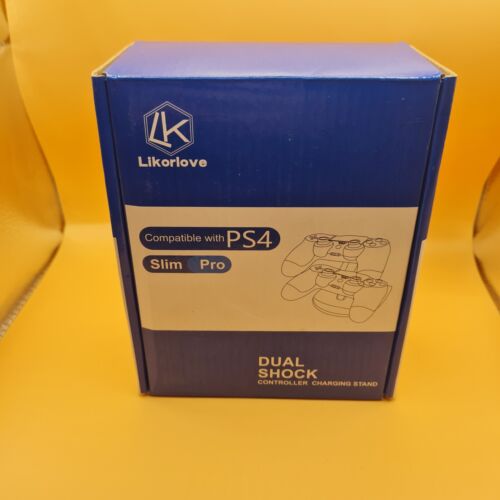 LK
Likorlove
Compatible with PS4
Slim Pro
DUAL
SHOCK
CONTROLLER CHARGING STAND